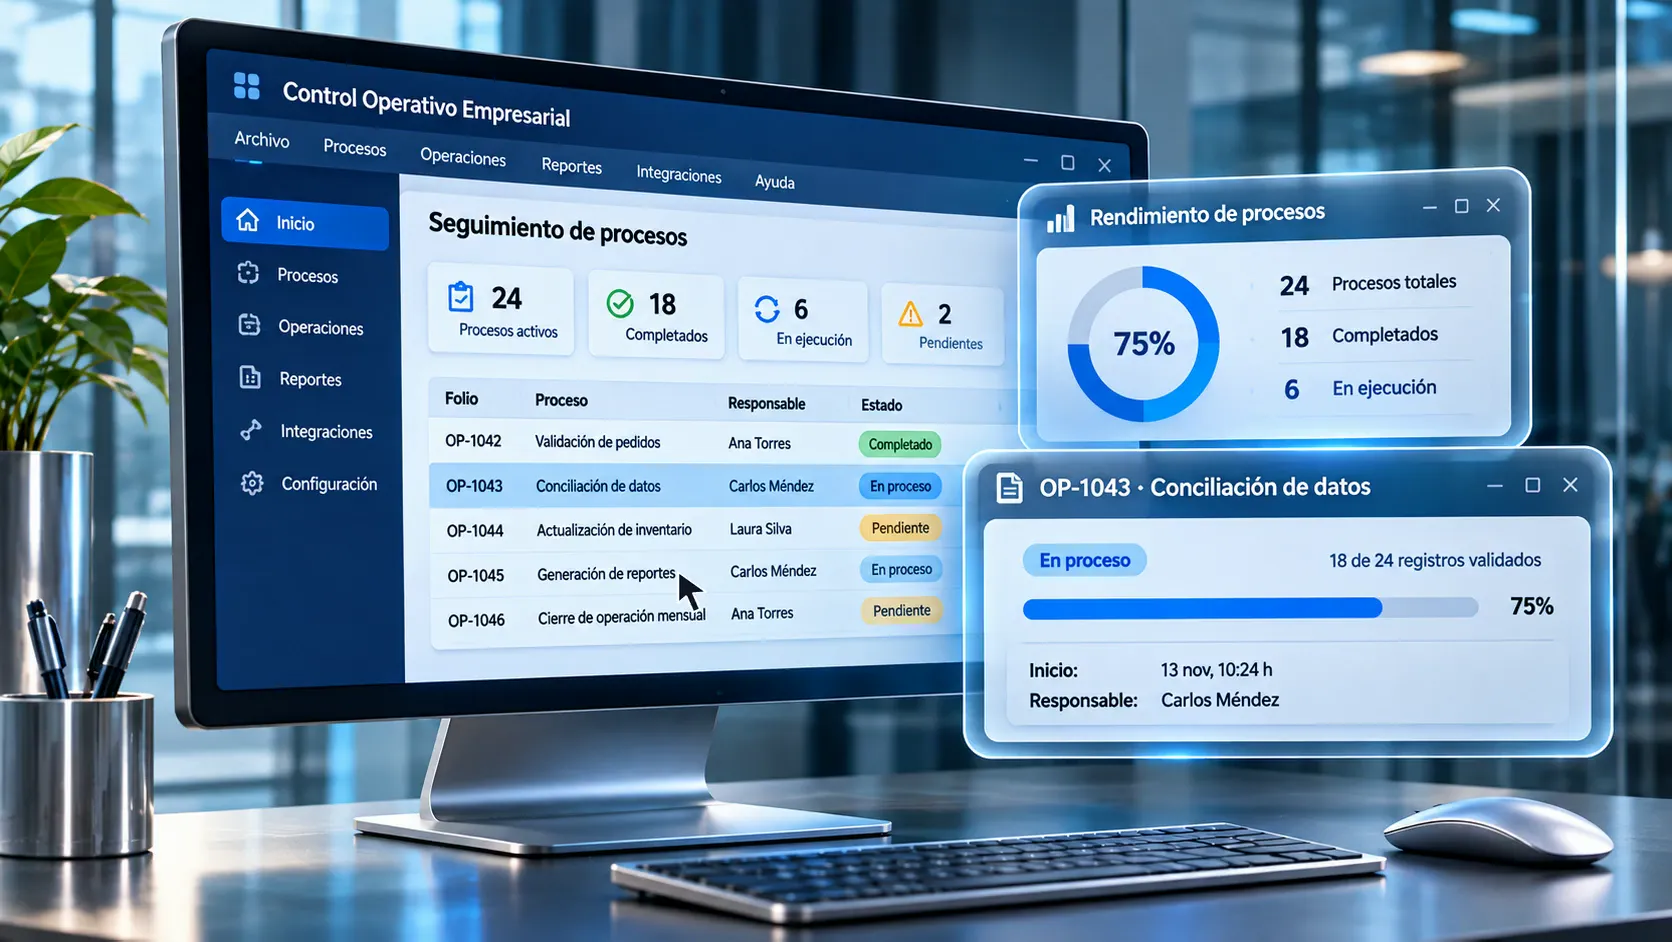 Control Operativo Empresarial
Archivo Procesos Operaciones Reportes Integraciones Ayuda
Inicio
Procesos
Operaciones
Reportes
Integraciones
Configuración
Seguimiento de procesos
24 Procesos activos
18 Completados
6 En ejecución
2 Pendientes
Folio Proceso Responsable Estado
OP-1042 Validación de pedidos Ana Torres Completado
OP-1043 Conciliación de datos Carlos Méndez En proceso
OP-1044 Actualización de inventario Laura Silva Pendiente
OP-1045 Generación de reportes Carlos Méndez En proceso
OP-1046 Cierre de operación mensual Ana Torres Pendiente
Rendimiento de procesos
75%
24 Procesos totales
18 Completados
6 En ejecución
OP-1043 · Conciliación de datos
En proceso 18 de 24 registros validados
75%
Inicio: 13 nov, 10:24 h
Responsable: Carlos Méndez